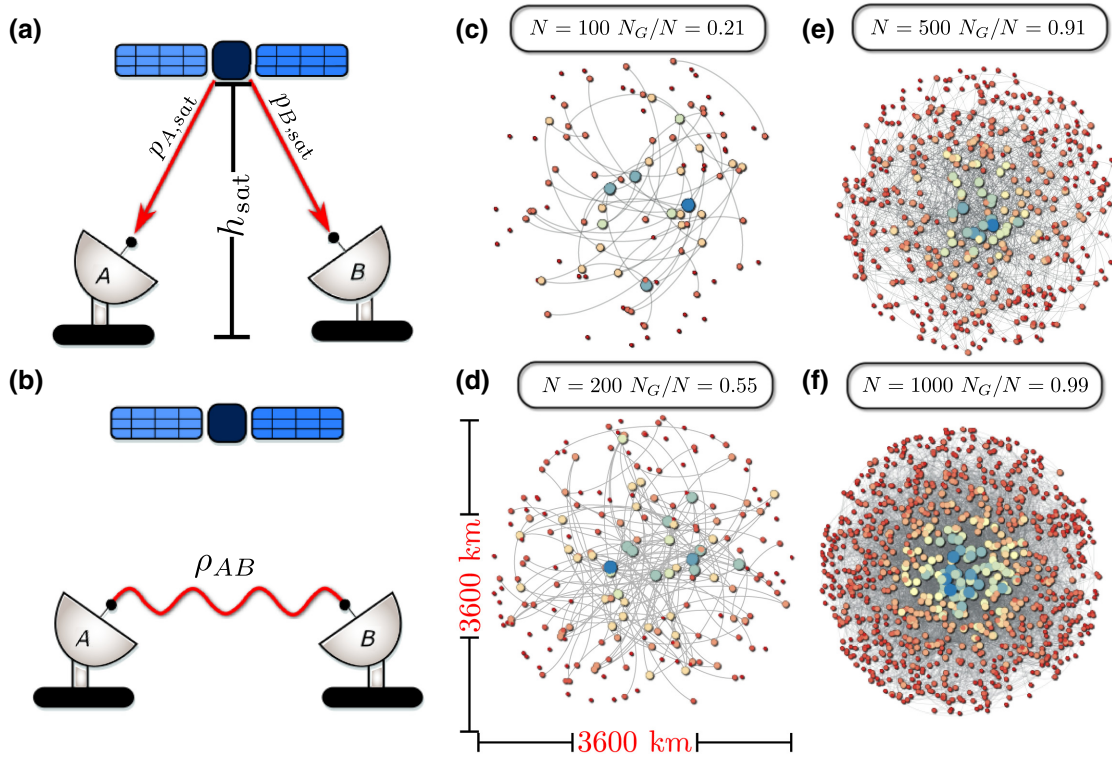 (a)
p_{A,sat}
p_{B,sat}
h_{sat}
A
B
(b)
ρ_{AB}
A
B
(c)
N = 100 N_G/N = 0.21
(d)
N = 200 N_G/N = 0.55
3600 km
3600 km
(e)
N = 500 N_G/N = 0.91
(f)
N = 1000 N_G/N = 0.99